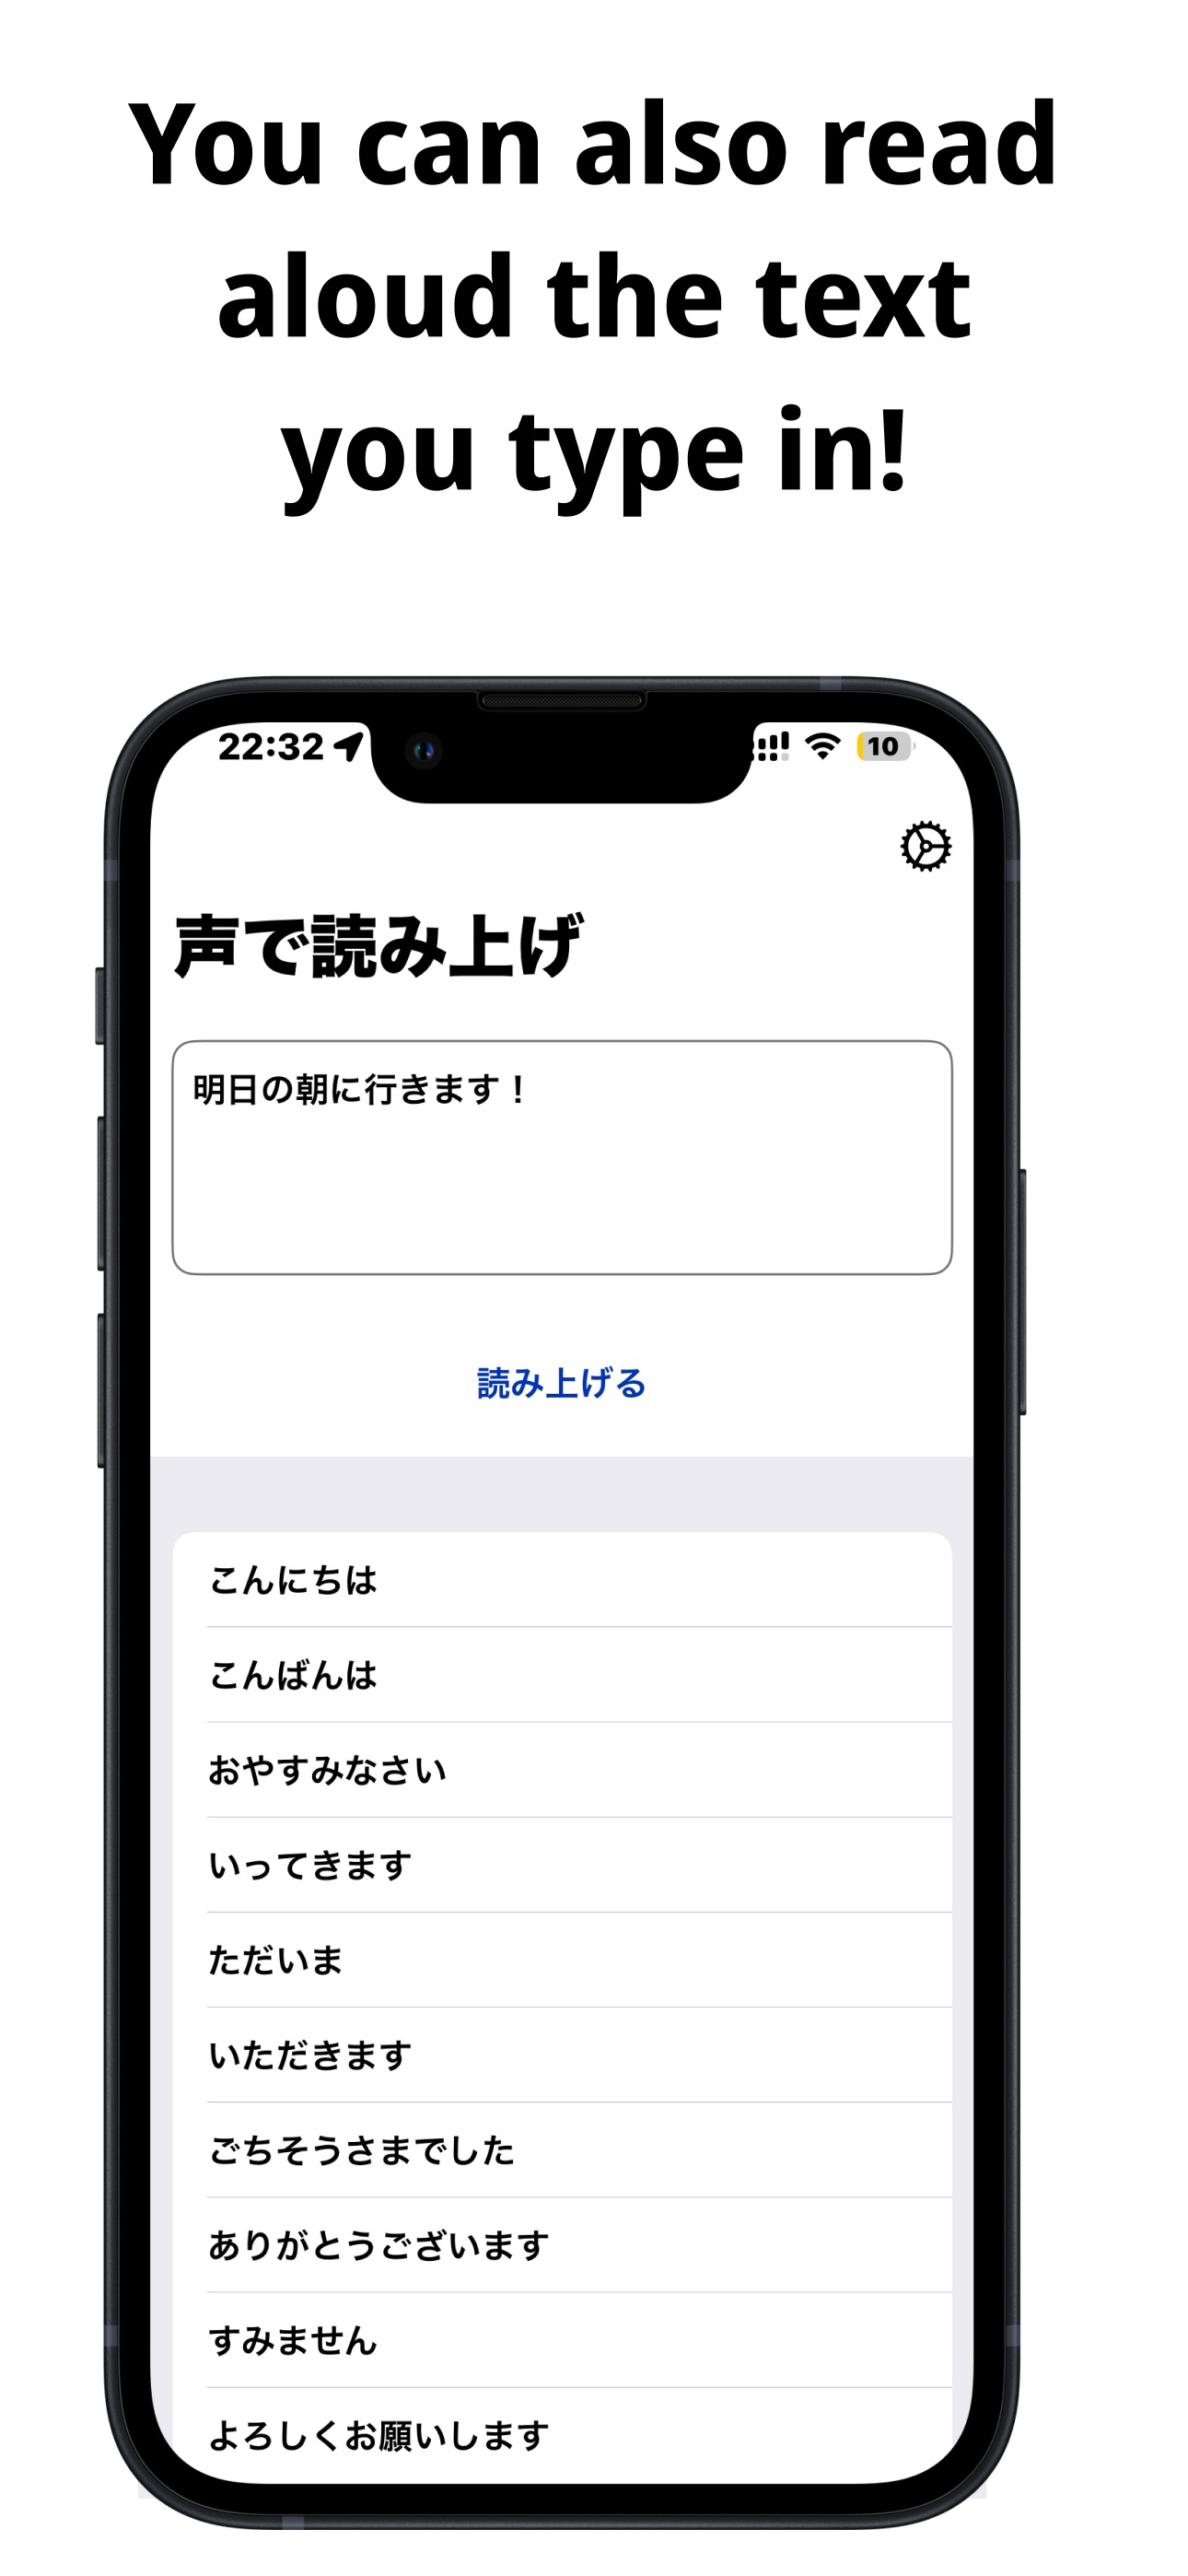 You can also read
aloud the text
you type in!
22:32
10
声で読み上げ
明日の朝に行きます！
読み上げる
こんにちは
こんばんは
おやすみなさい
いってきます
ただいま
いただきます
ごちそうさまでした
ありがとうございます
すみません
よろしくお願いします